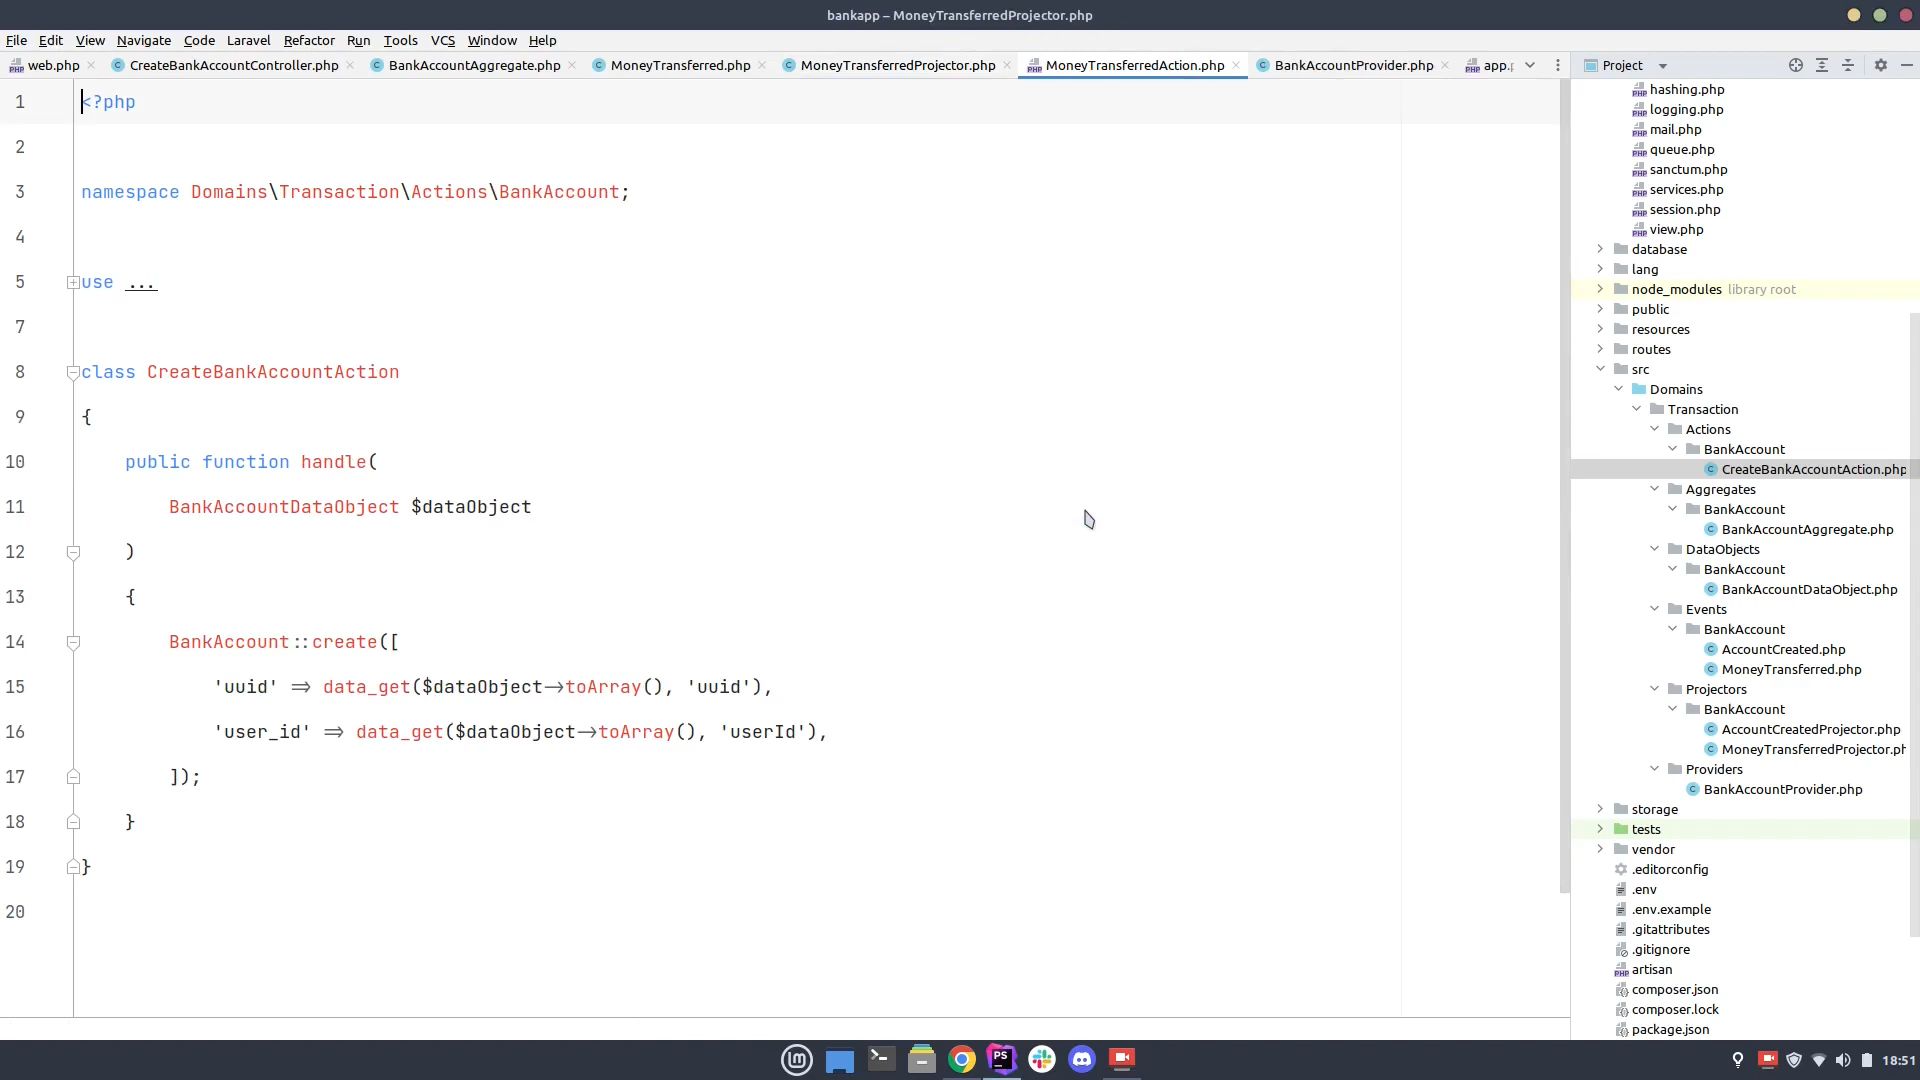 bankapp – MoneyTransferredProjector.php
File Edit View Navigate Code Laravel Refactor Run Tools VCS Window Help
web.php CreateBankAccountController.php BankAccountAggregate.php MoneyTransferred.php MoneyTransferredProjector.php MoneyTransferredAction.php BankAccountProvider.php app.p
1 <?php
2
3 namespace Domains\Transaction\Actions\BankAccount;
4
5 use ...
7
8 class CreateBankAccountAction
9 {
10 public function handle(
11 BankAccountDataObject $dataObject
12 )
13 {
14 BankAccount::create([
15 'uuid' => data_get($dataObject->toArray(), 'uuid'),
16 'user_id' => data_get($dataObject->toArray(), 'userId'),
17 ]);
18 }
19 }
20
Project
hashing.php
logging.php
mail.php
queue.php
sanctum.php
services.php
session.php
view.php
database
lang
node_modules library root
public
resources
routes
src
Domains
Transaction
Actions
BankAccount
CreateBankAccountAction.php
Aggregates
BankAccount
BankAccountAggregate.php
DataObjects
BankAccount
BankAccountDataObject.php
Events
BankAccount
AccountCreated.php
MoneyTransferred.php
Projectors
BankAccount
AccountCreatedProjector.php
MoneyTransferredProjector.ph
Providers
BankAccountProvider.php
storage
tests
vendor
.editorconfig
.env
.env.example
.gitattributes
.gitignore
artisan
composer.json
composer.lock
package.json
18:51